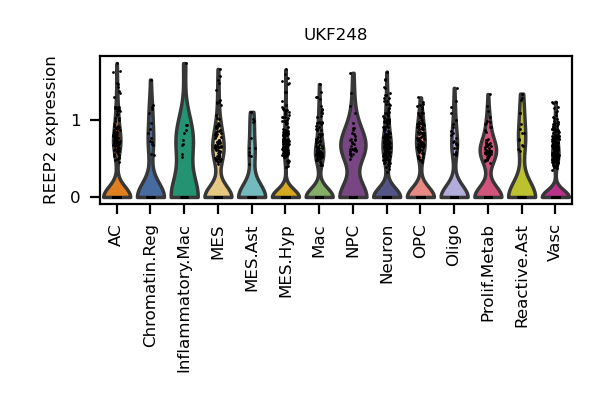 UKF248
REEP2 expression
1
0
AC
Chromatin.Reg
Inflammatory.Mac
MES
MES.Ast
MES.Hyp
Mac
NPC
Neuron
OPC
Oligo
Prolif.Metab
Reactive.Ast
Vasc